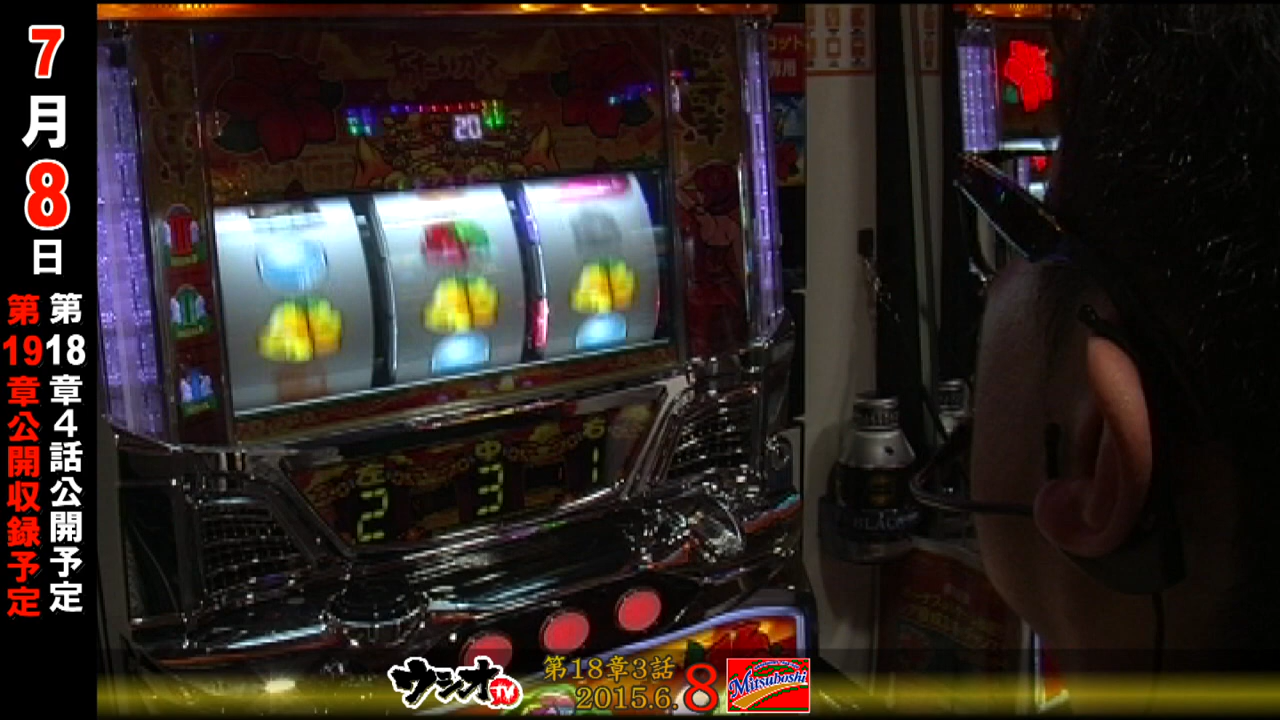 7月8日
第18章4話公開予定
第19章公開収録予定
20
左 中 右
2 3 1
BLACK
ウシオTV
第18章3話
2015.6.8
Mitsuboshi